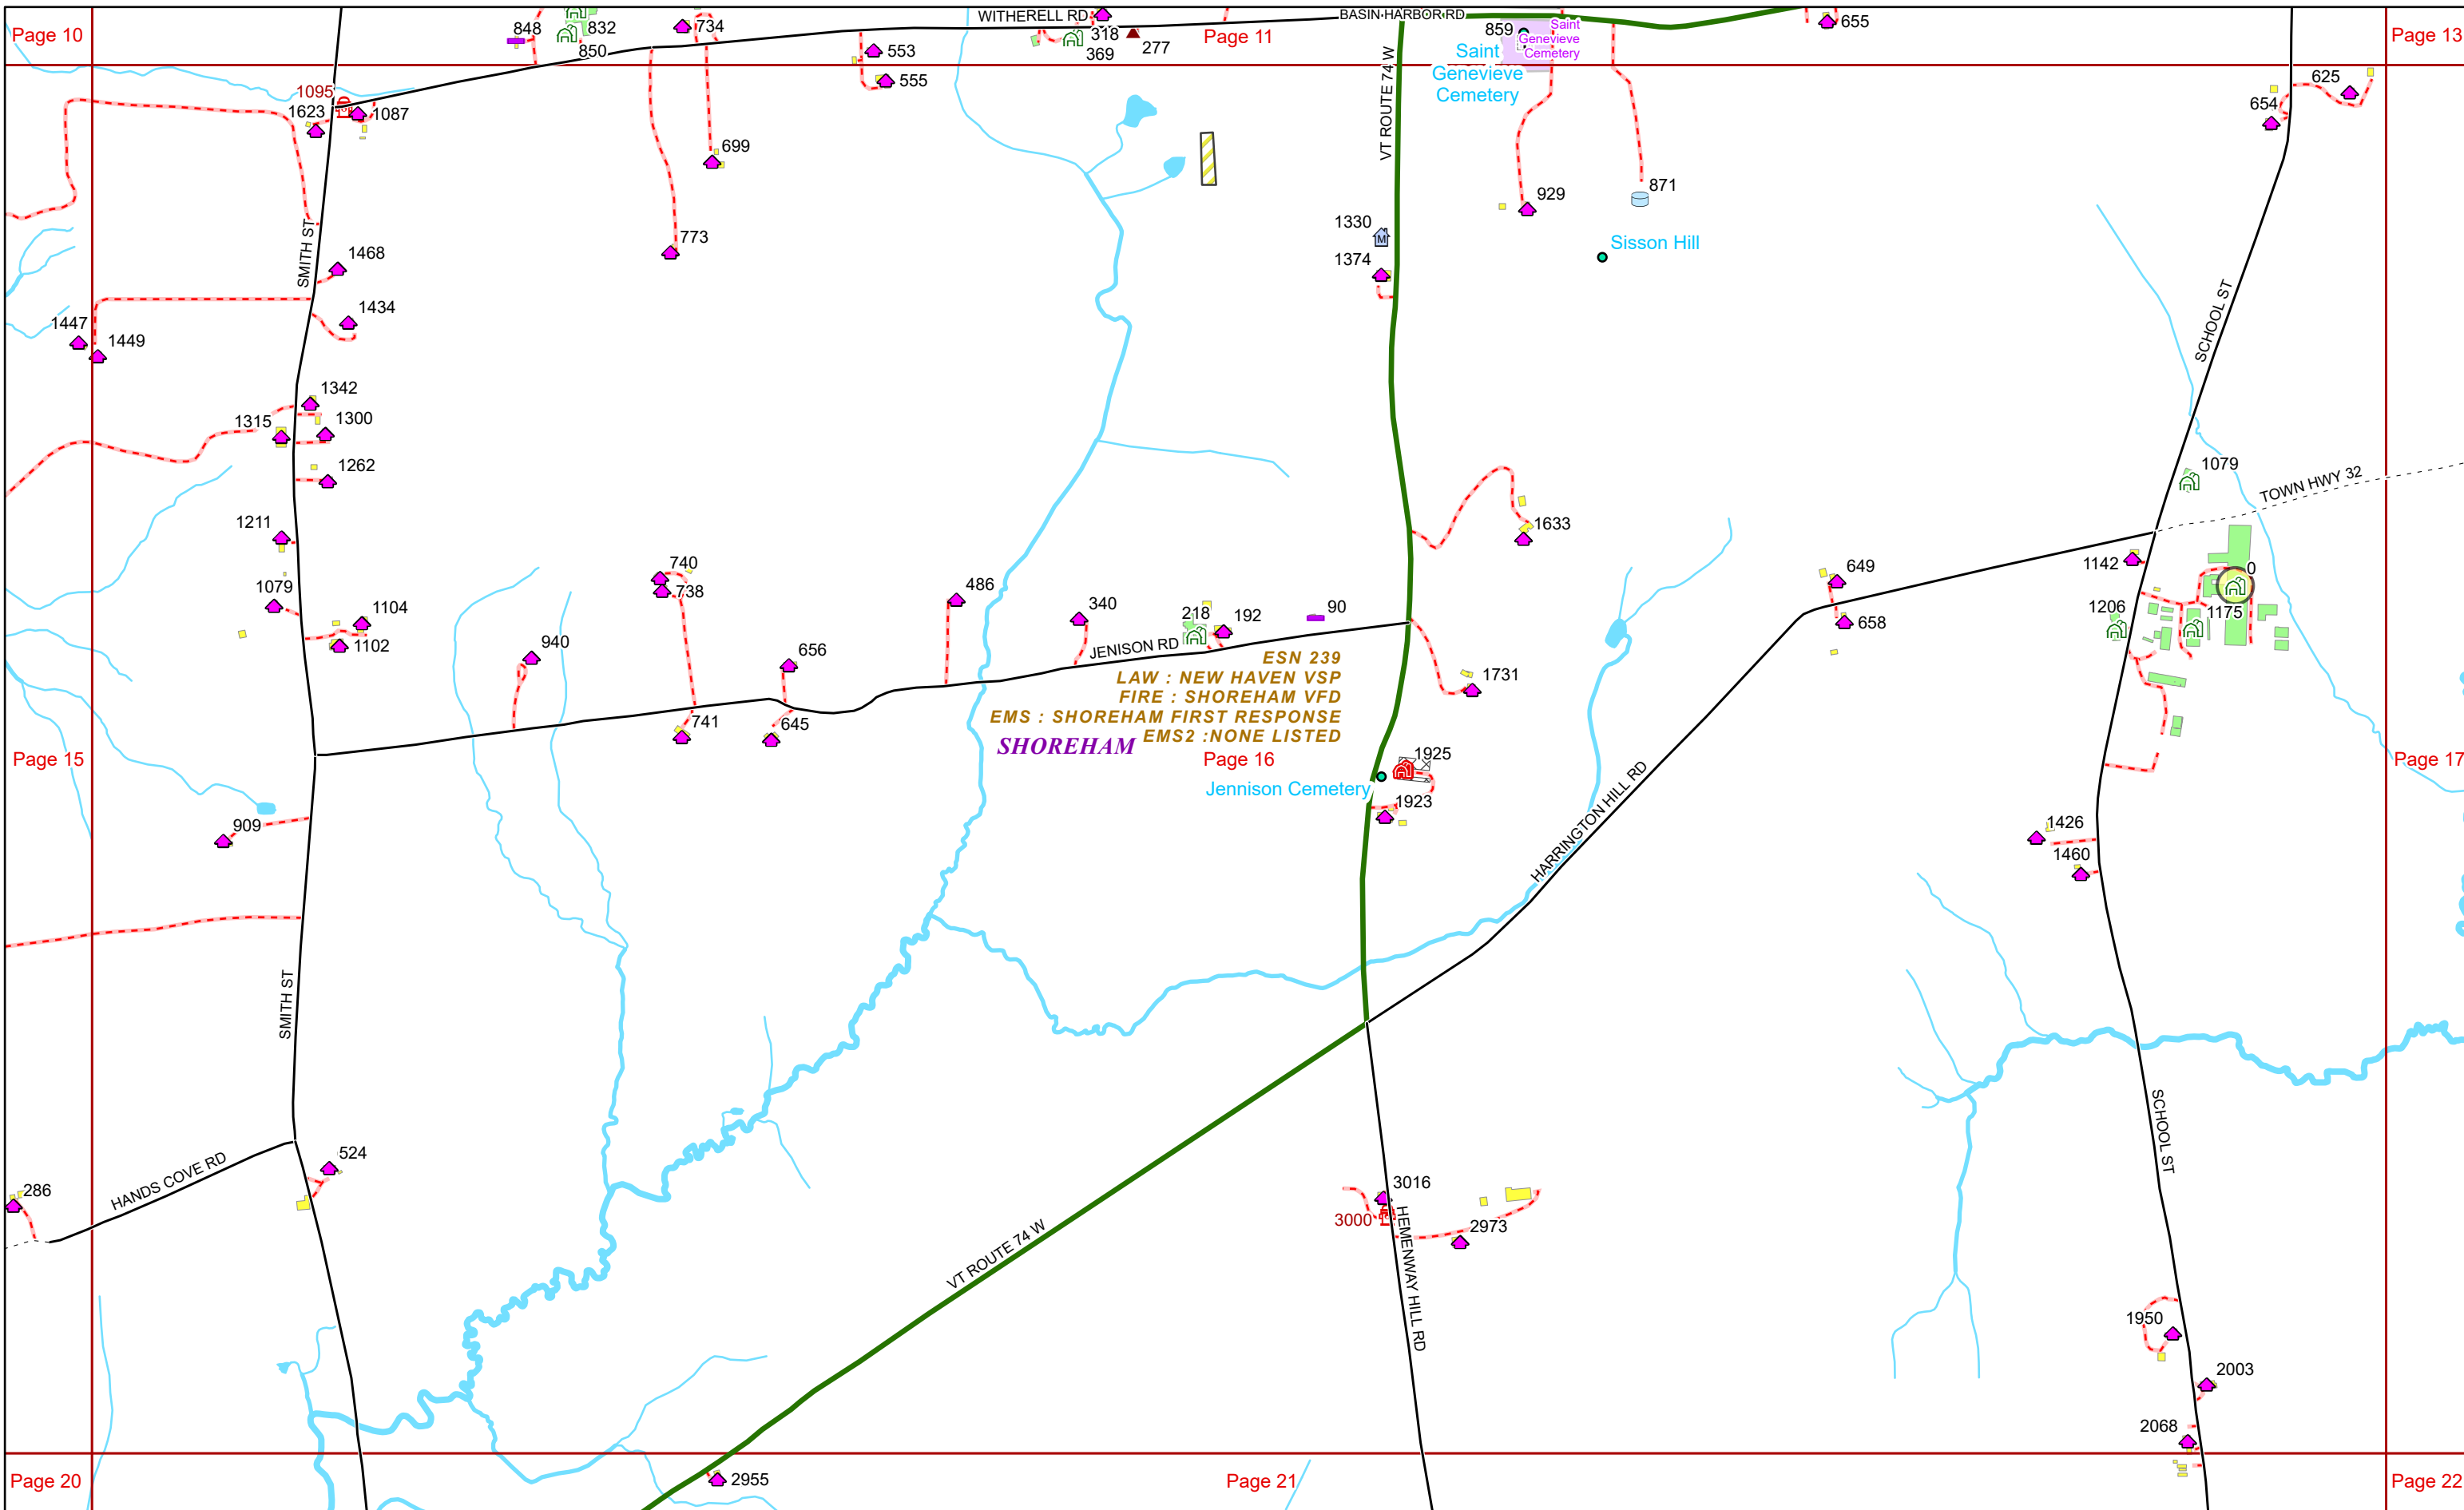 WITHERELL RD
BASIN HARBOR RD
848
832
734
850
318
277
369
859
Saint
Genevieve
Cemetery
655
Page 10
Page 11
Page 13
553
555
Saint
Genevieve
Cemetery
VT ROUTE 74 W
1095
1623
1087
699
625
654
929
871
773
1330
1374
Sisson Hill
SMITH ST
1468
1434
1447
1449
SCHOOL ST
1342
1315
1300
1262
1079
TOWN HWY 32
1211
1633
740
738
486
1079
1104
1102
340
218
192
90
649
658
1142
0
1206
1175
940
656
JENISON RD
741
645
1731
ESN 239
LAW : NEW HAVEN VSP
FIRE : SHOREHAM VFD
EMS : SHOREHAM FIRST RESPONSE
EMS2 :NONE LISTED
SHOREHAM
Page 15
Page 16
Page 17
1925
Jennison Cemetery
1923
HARRINGTON HILL RD
909
1426
1460
SMITH ST
524
HANDS COVE RD
286
SCHOOL ST
3016
3000
2973
HEMENWAY HILL RD
VT ROUTE 74 W
1950
2003
2068
Page 20
2955
Page 21
Page 22
M